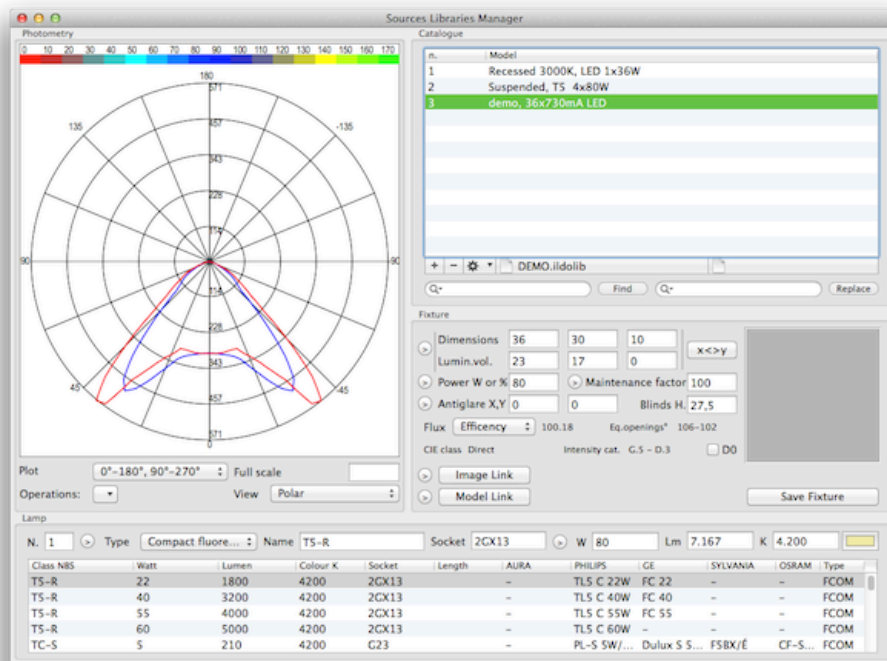 Sources Libraries Manager
Photometry
0 10 20 30 40 50 60 70 80 90 100 110 120 130 140 150 160 170
180
571
135 -135
457
343
228
114
90 90
114
228
343
45 -45
457
571
0
Plot 0°-180°, 90°-270° Full scale
Operations: View Polar
Catalogue
n. Model
1 Recessed 3000K, LED 1x36W
2 Suspended, T5 4x80W
3 demo, 36x730mA LED
+ - DEMO.ildolib
Find Replace
Fixture
Dimensions 36 30 10
x<>y
Lumin.vol. 23 17 0
> Power W or % 80 > Maintenance factor 100
> Antiglare X,Y 0 0 Blinds H. 27,5
Flux Efficency 100.18 Eq.openings° 106-102
CIE class Direct Intensity cat. G.5 - D.3 D0
> Image Link
> Model Link Save Fixture
Lamp
N. 1 > Type Compact fluore... Name T5-R Socket 2GX13 > W 80 Lm 7.167 K 4.200
Class NBS Watt Lumen Colour K Socket Length AURA PHILIPS GE SYLVANIA OSRAM Type
T5-R 22 1800 4200 2GX13 - TL5 C 22W FC 22 - - FCOM
T5-R 40 3200 4200 2GX13 - TL5 C 40W FC 40 - - FCOM
T5-R 55 4000 4200 2GX13 - TL5 C 55W FC 55 - - FCOM
T5-R 60 5000 4200 2GX13 - TL5 C 60W - - - FCOM
TC-S 5 210 4200 G23 - PL-S 5W/... Dulux S 5... F5BX/É CF-S... FCOM